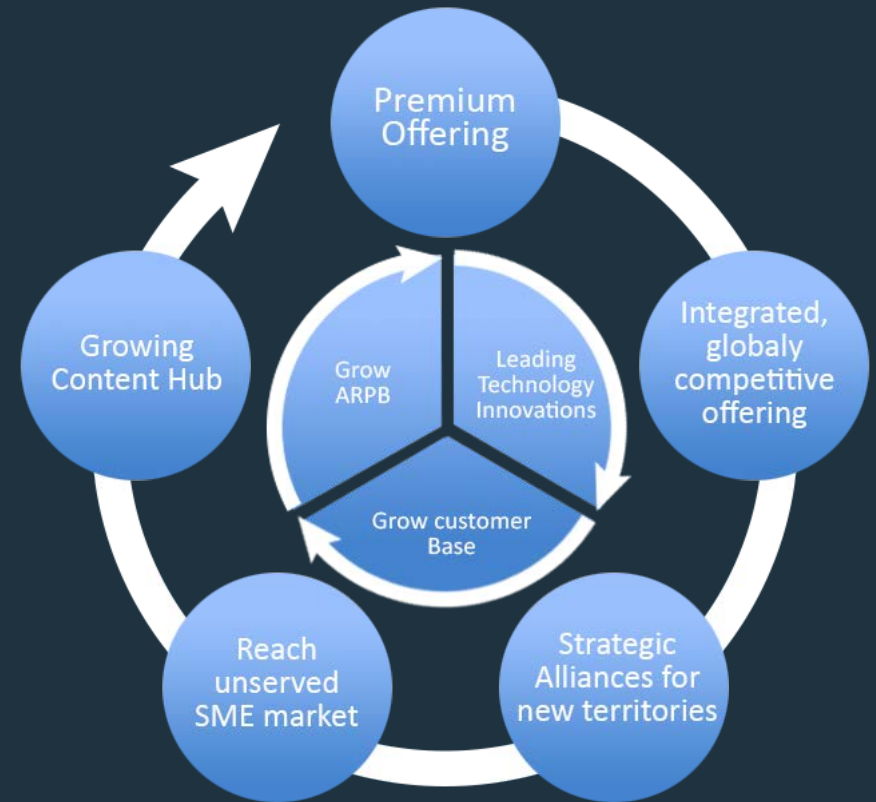 Premium
Offering
Integrated,
globaly
competitive
offering
Strategic
Alliances for
new territories
Reach
unserved
SME market
Growing
Content Hub
Leading
Technology
Innovations
Grow customer
Base
Grow
ARPB